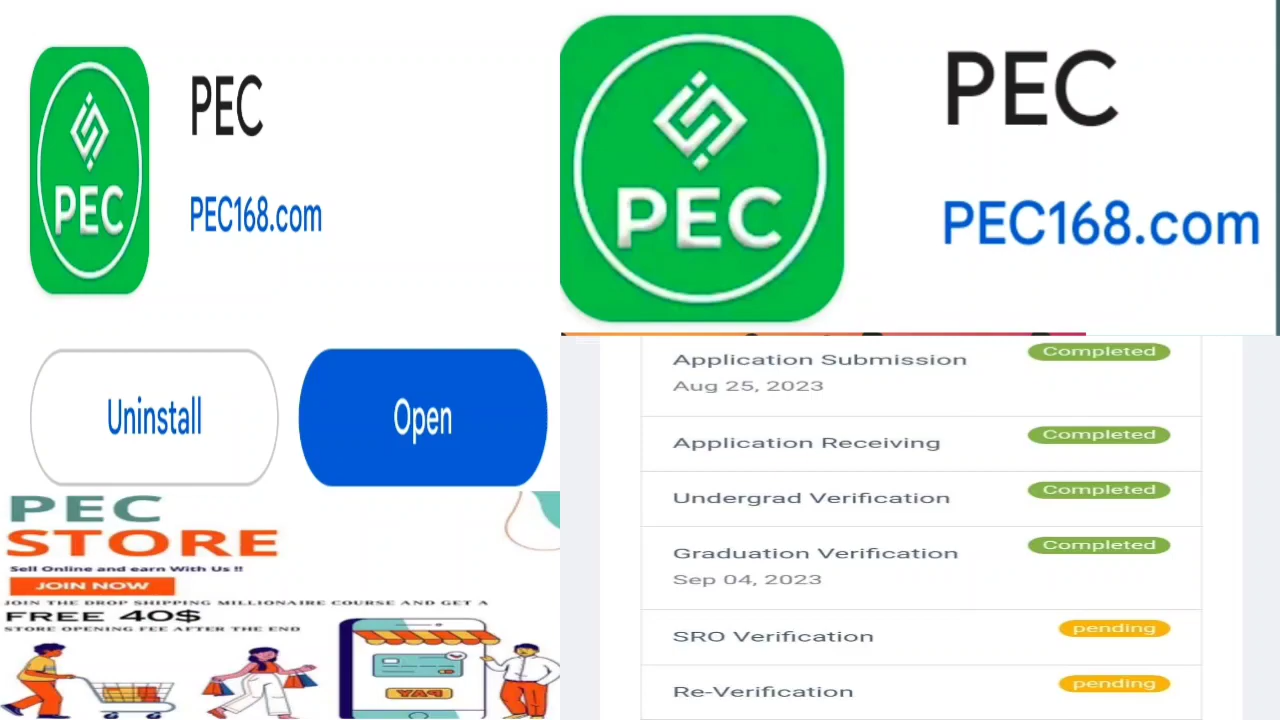 PEC
PEC
PEC168.com
Uninstall
Open
PEC
PEC
PEC168.com
PEC
STORE
Sell Online and earn With Us !!
JOIN NOW
JOIN THE DROP SHIPPING MILLIONAIRE COURSE AND GET A
FREE 40$
STORE OPENING FEE AFTER THE END
PAY
Application Submission
Completed
Aug 25, 2023
Application Receiving
Completed
Undergrad Verification
Completed
Graduation Verification
Completed
Sep 04, 2023
SRO Verification
pending
Re-Verification
pending